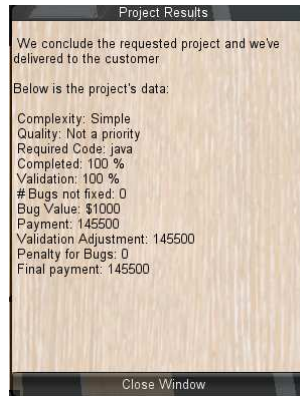 Project Results
We conclude the requested project and we've
delivered to the customer
Below is the project's data:
Complexity: Simple
Quality: Not a priority
Required Code: java
Completed: 100 %
Validation: 100 %
# Bugs not fixed: 0
Bug Value: $1000
Payment: 145500
Validation Adjustment: 145500
Penalty for Bugs: 0
Final payment: 145500
Close Window